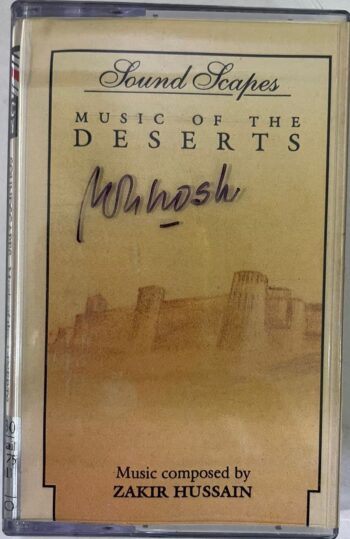 Sound Scapes
MUSIC OF THE
DESERTS
Music composed by
ZAKIR HUSSAIN